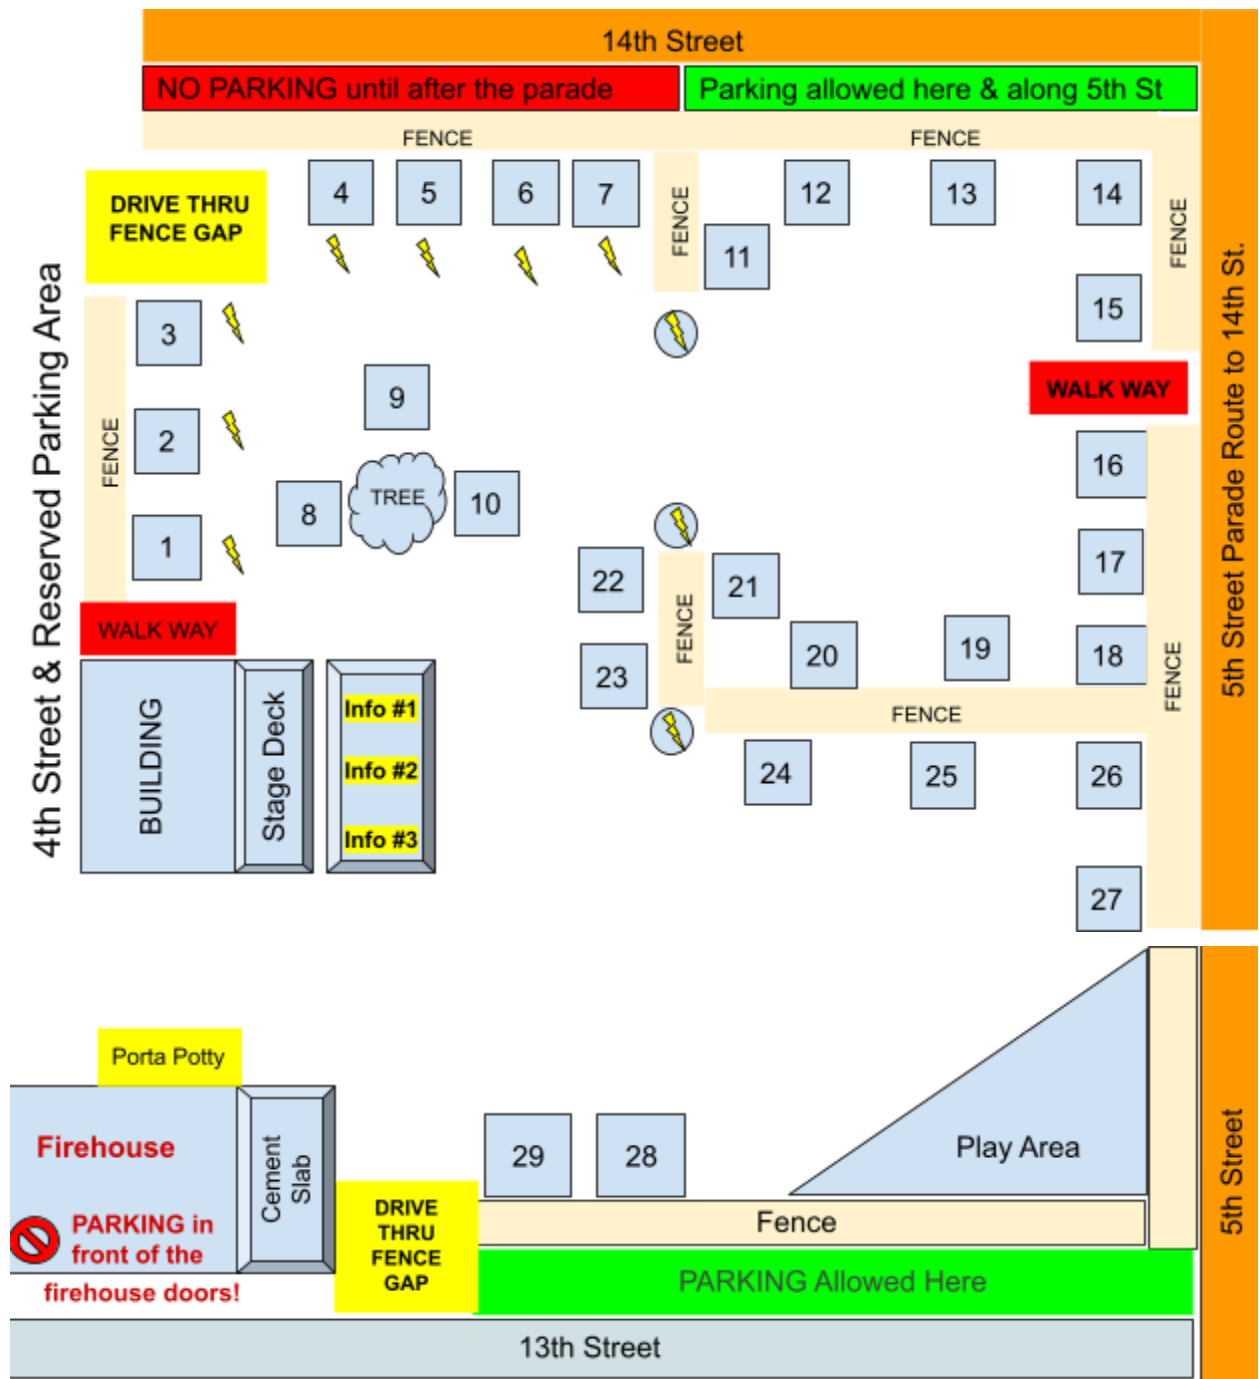 14th Street
NO PARKING until after the parade
Parking allowed here & along 5th St
FENCE
FENCE
DRIVE THRU
FENCE GAP
4
5
6
7
FENCE
11
12
13
14
FENCE
15
4th Street & Reserved Parking Area
5th Street Parade Route to 14th St.
3
FENCE
2
1
9
TREE
8
10
WALK WAY
16
17
18
FENCE
WALK WAY
22
23
FENCE
21
20
19
FENCE
BUILDING
Stage Deck
Info #1
Info #2
Info #3
24
25
26
27
Porta Potty
Firehouse
PARKING in
front of the
firehouse doors!
Cement
Slab
DRIVE
THRU
FENCE
GAP
29
28
Play Area
Fence
PARKING Allowed Here
5th Street
13th Street